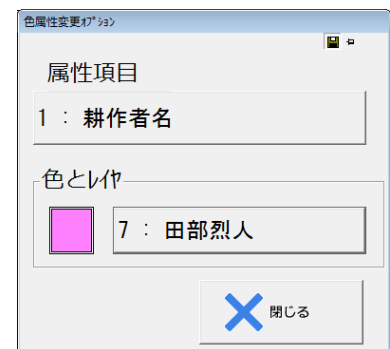 色属性変更ｵﾌﾟｼｮﾝ
属性項目
1 : 耕作者名
色とﾚｲﾔ
7 : 田部烈人
閉じる